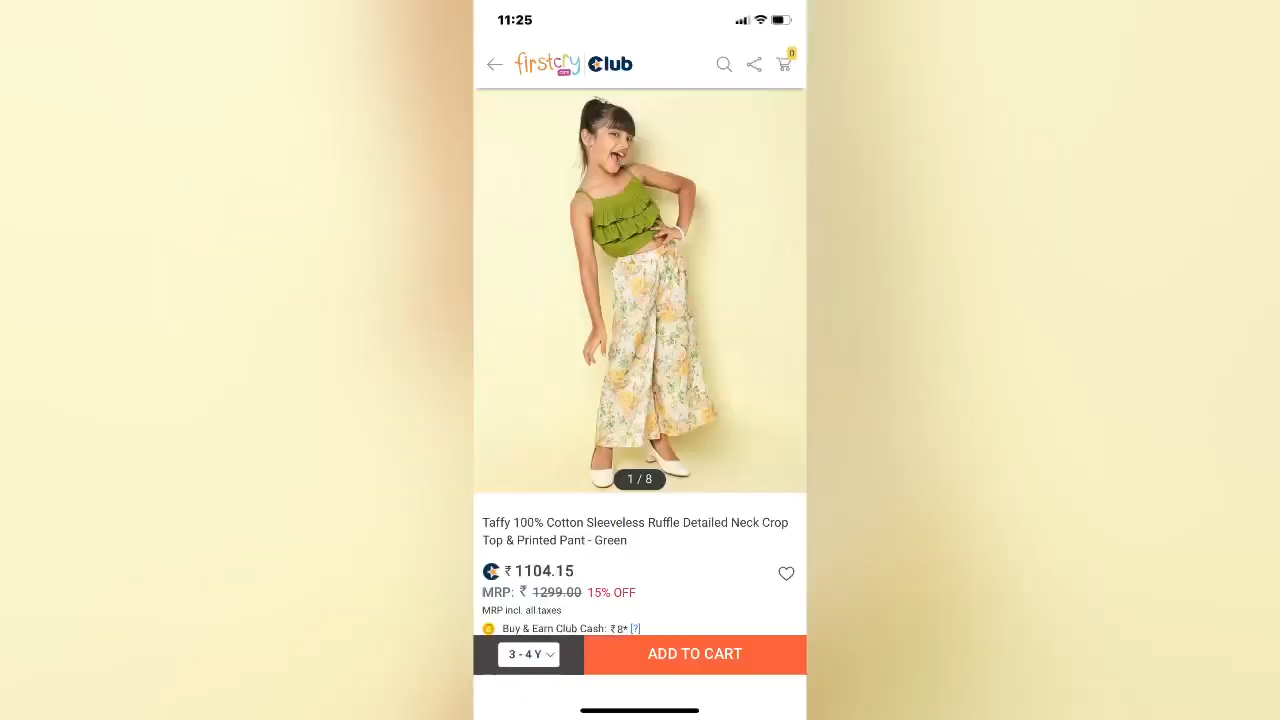 11:25
firstcry.com Club
0
1 / 8
Taffy 100% Cotton Sleeveless Ruffle Detailed Neck Crop
Top & Printed Pant - Green
₹ 1104.15
MRP: ₹ 1299.00 15% OFF
MRP incl. all taxes
Buy & Earn Club Cash: ₹8* [?]
3 - 4 Y ADD TO CART